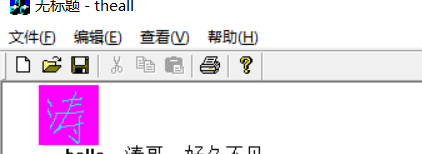 无标题 - theall
文件(F) 编辑(E) 查看(V) 帮助(H)
涛
hello 涛哥 好久不见